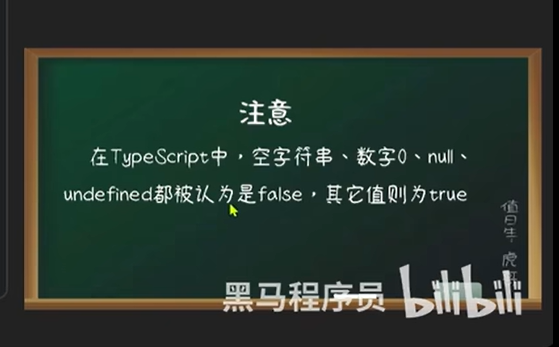 注意
在TypeScript中，空字符串、数字0、null、
undefined都被认为是false，其它值则为true
值日生
虎
黑马程序员 bilibili